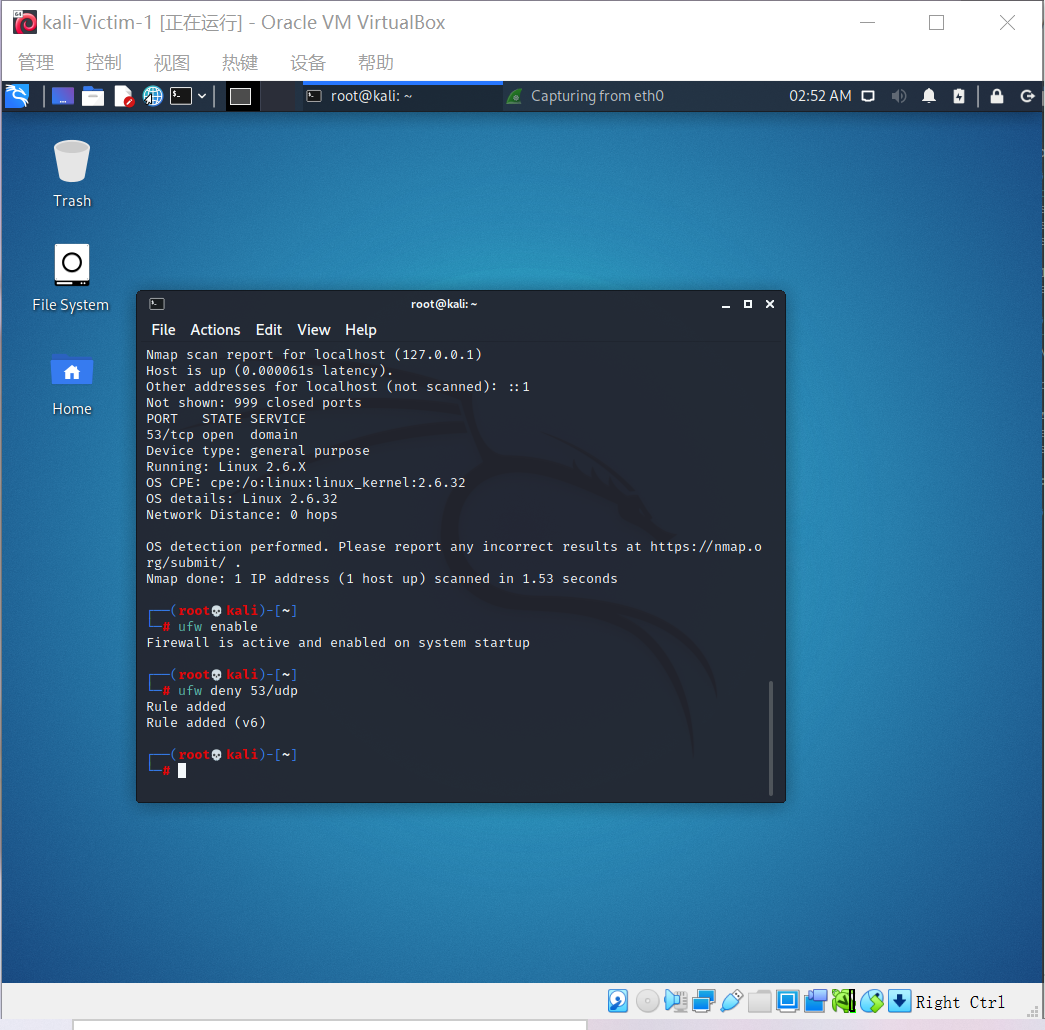 kali-Victim-1 [正在运行] - Oracle VM VirtualBox
管理 控制 视图 热键 设备 帮助
root@kali: ~ Capturing from eth0 02:52 AM
Trash
File System
Home
root@kali: ~
File Actions Edit View Help
Nmap scan report for localhost (127.0.0.1)
Host is up (0.000061s latency).
Other addresses for localhost (not scanned): ::1
Not shown: 999 closed ports
PORT   STATE SERVICE
53/tcp open  domain
Device type: general purpose
Running: Linux 2.6.X
OS CPE: cpe:/o:linux:linux_kernel:2.6.32
OS details: Linux 2.6.32
Network Distance: 0 hops
OS detection performed. Please report any incorrect results at https://nmap.o
rg/submit/ .
Nmap done: 1 IP address (1 host up) scanned in 1.53 seconds
┌──(root💀kali)-[~]
└─# ufw enable
Firewall is active and enabled on system startup
┌──(root💀kali)-[~]
└─# ufw deny 53/udp
Rule added
Rule added (v6)
┌──(root💀kali)-[~]
└─#
Right Ctrl